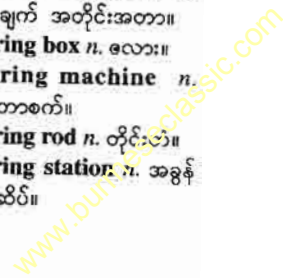 ချက် အတိုင်းအတာ။
ring box n. ဇလား။
ring machine n.
တာစက်။
ring rod n. တိုင်းတံ။
ring station n. အခွန်
ဆိပ်။
www.burmeseclassic.com